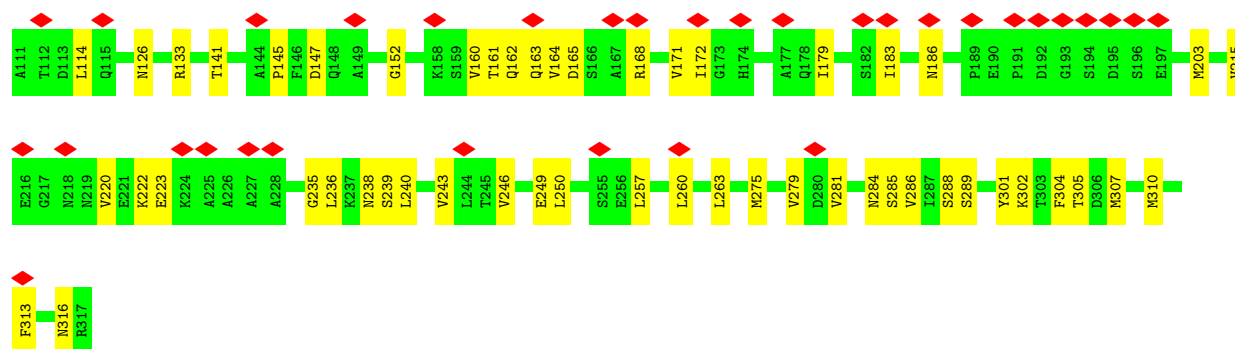 A111 T112 D113 L114 Q115 N126 R133 T141 A144 P145 F146 D147 Q148 A149 G152 K158 S159 V160 T161 Q162 Q163 V164 D165 S166 A167 R168 V171 I172 G173 H174 A177 Q178 I179 S182 I183 N186 P189 E190 P191 D192 G193 S194 D195 S196 E197 M203
E216 G217 N218 N219 V220 E221 K222 E223 K224 A225 A226 A227 A228 G235 L236 K237 N238 S239 L240 V243 L244 T245 V246 E249 L250 S255 E256 L257 L260 L263 M275 V279 D280 V281 N284 S285 V286 I287 S288 S289 Y301 K302 T303 F304 T305 D306 M307 M310
F313 N316 R317